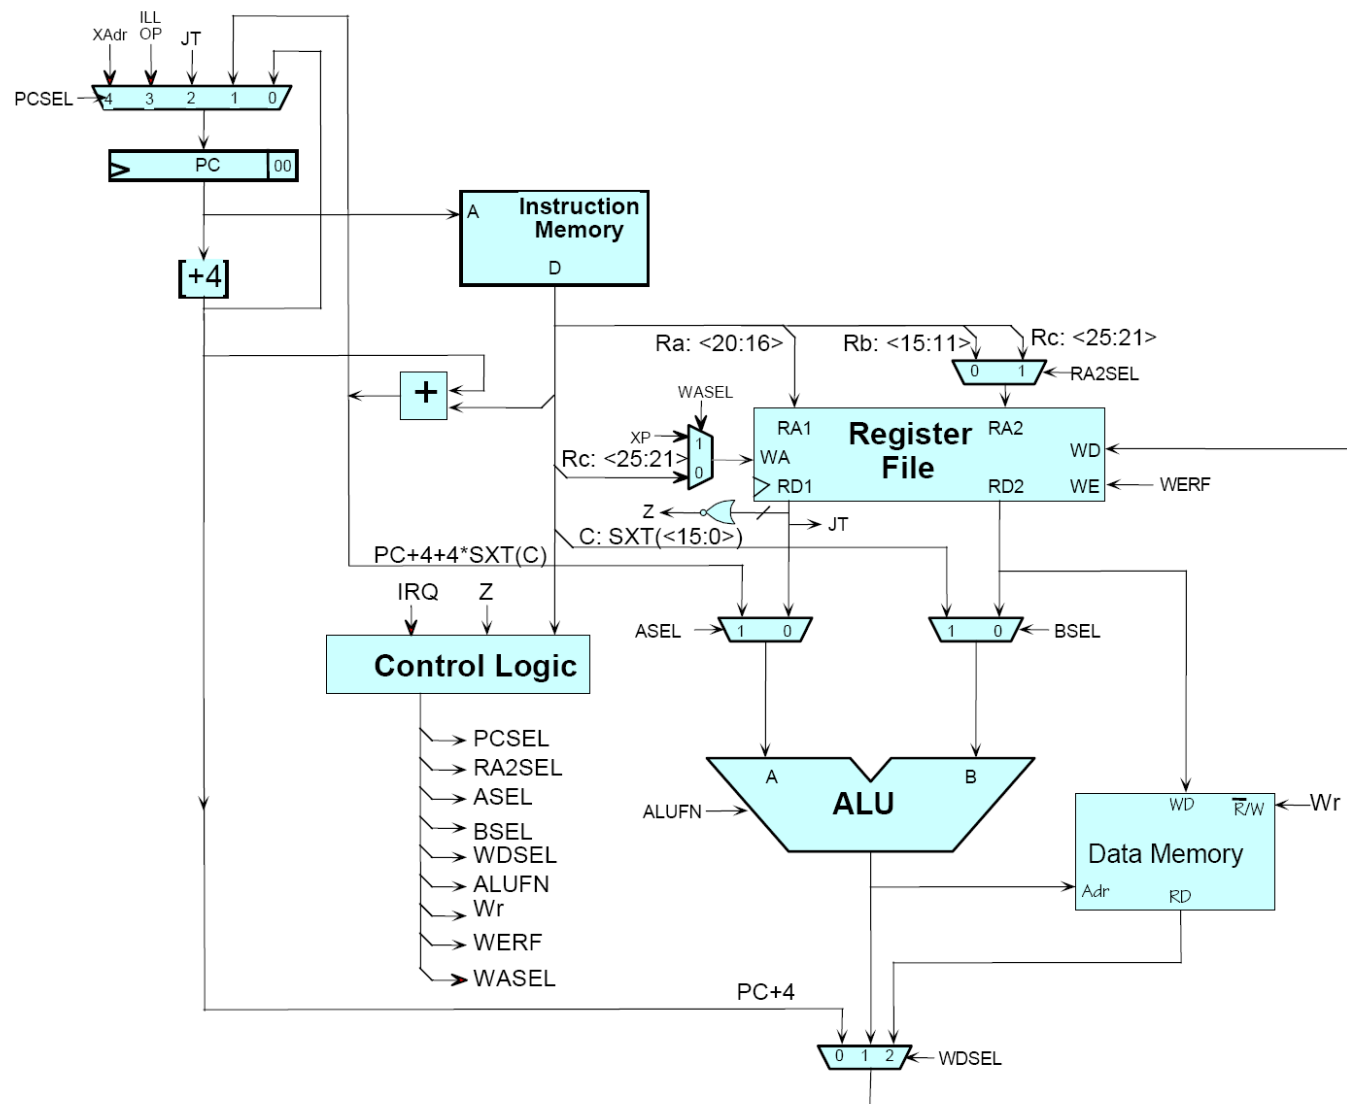 XAdr
ILL
OP
JT
PCSEL
4 3 2 1 0
PC
00
A
Instruction
Memory
D
+4
Ra: <20:16>
Rb: <15:11>
Rc: <25:21>
0 1
RA2SEL
+
WASEL
XP
1
0
Rc: <25:21>
RA1
RA2
Register
File
WA
WD
RD1
RD2
WE
WERF
Z
JT
C: SXT(<15:0>)
PC+4+4*SXT(C)
IRQ
Z
ASEL
1 0
1 0
BSEL
Control Logic
PCSEL
RA2SEL
ASEL
BSEL
WDSEL
ALUFN
Wr
WERF
WASEL
A
B
ALU
ALUFN
WD
R/W
Wr
Data Memory
Adr
RD
PC+4
0 1 2
WDSEL